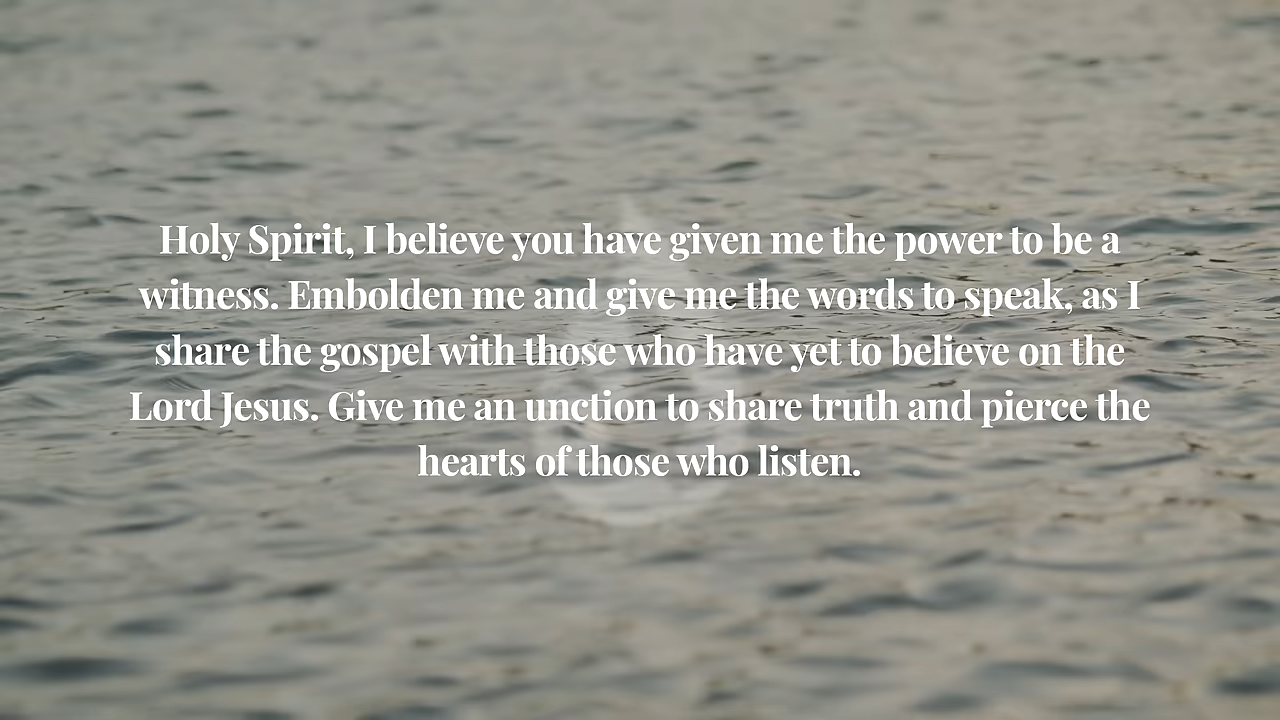 Holy Spirit, I believe you have given me the power to be a
witness. Embolden me and give me the words to speak, as I
share the gospel with those who have yet to believe on the
Lord Jesus. Give me an unction to share truth and pierce the
hearts of those who listen.